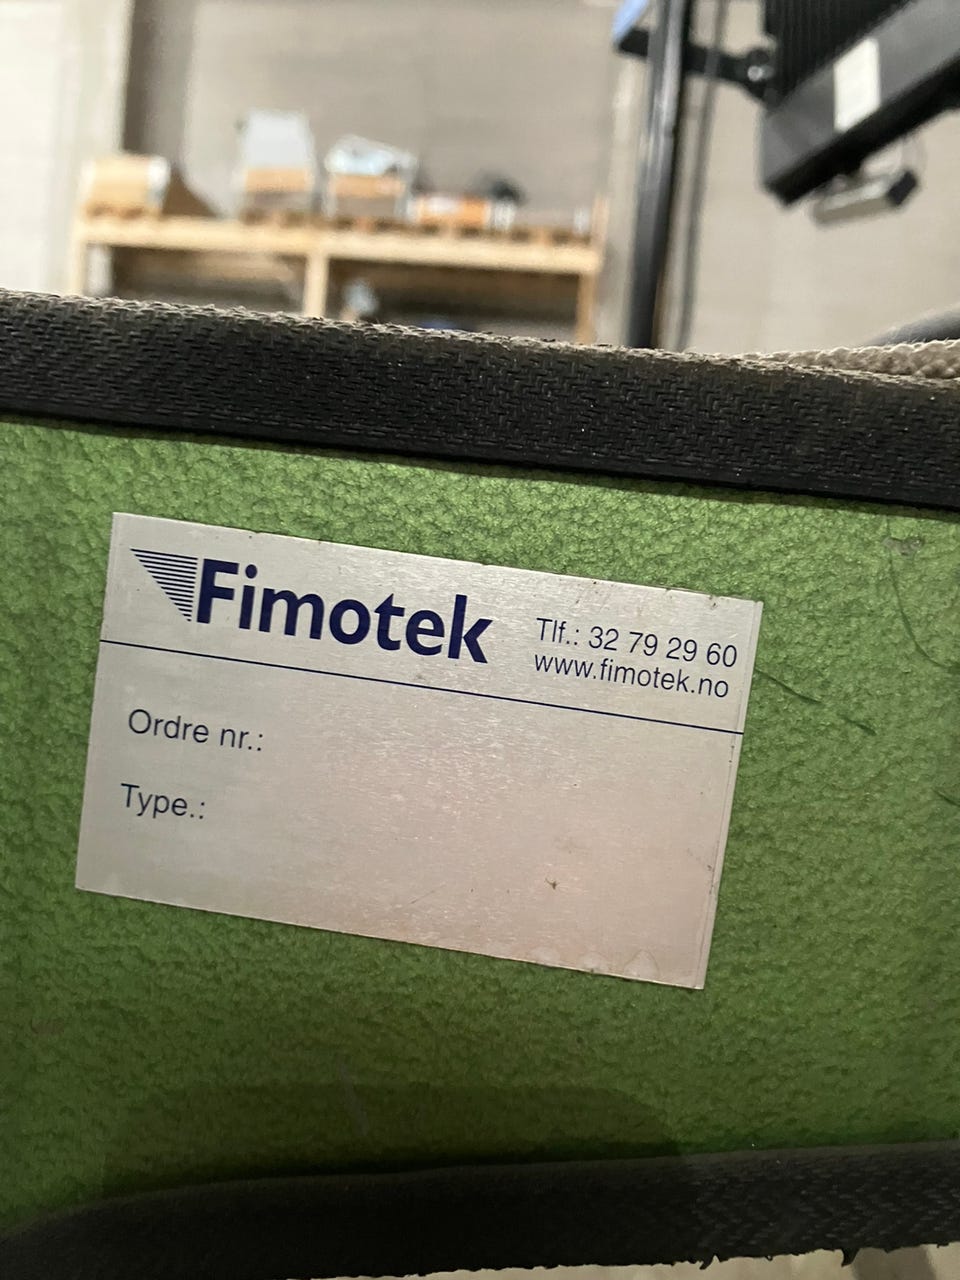 Fimotek
Tlf.: 32 79 29 60
www.fimotek.no
Ordre nr.:
Type.: